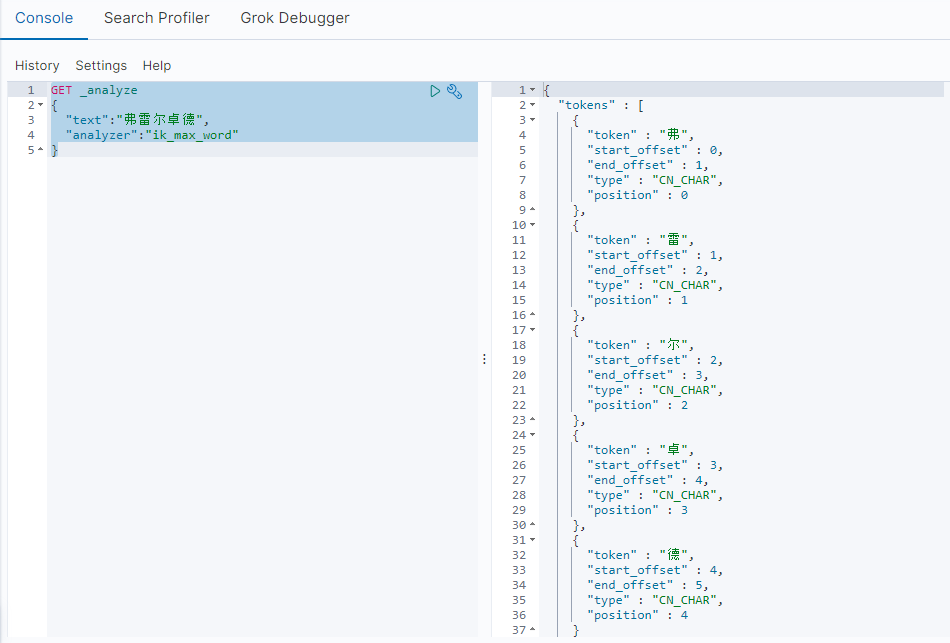 Console Search Profiler Grok Debugger
History Settings Help
1 GET _analyze
2 {
3 "text":"弗雷尔卓德",
4 "analyzer":"ik_max_word"
5 }
1 {
2 "tokens" : [
3 {
4 "token" : "弗",
5 "start_offset" : 0,
6 "end_offset" : 1,
7 "type" : "CN_CHAR",
8 "position" : 0
9 },
10 {
11 "token" : "雷",
12 "start_offset" : 1,
13 "end_offset" : 2,
14 "type" : "CN_CHAR",
15 "position" : 1
16 },
17 {
18 "token" : "尔",
19 "start_offset" : 2,
20 "end_offset" : 3,
21 "type" : "CN_CHAR",
22 "position" : 2
23 },
24 {
25 "token" : "卓",
26 "start_offset" : 3,
27 "end_offset" : 4,
28 "type" : "CN_CHAR",
29 "position" : 3
30 },
31 {
32 "token" : "德",
33 "start_offset" : 4,
34 "end_offset" : 5,
35 "type" : "CN_CHAR",
36 "position" : 4
37 }